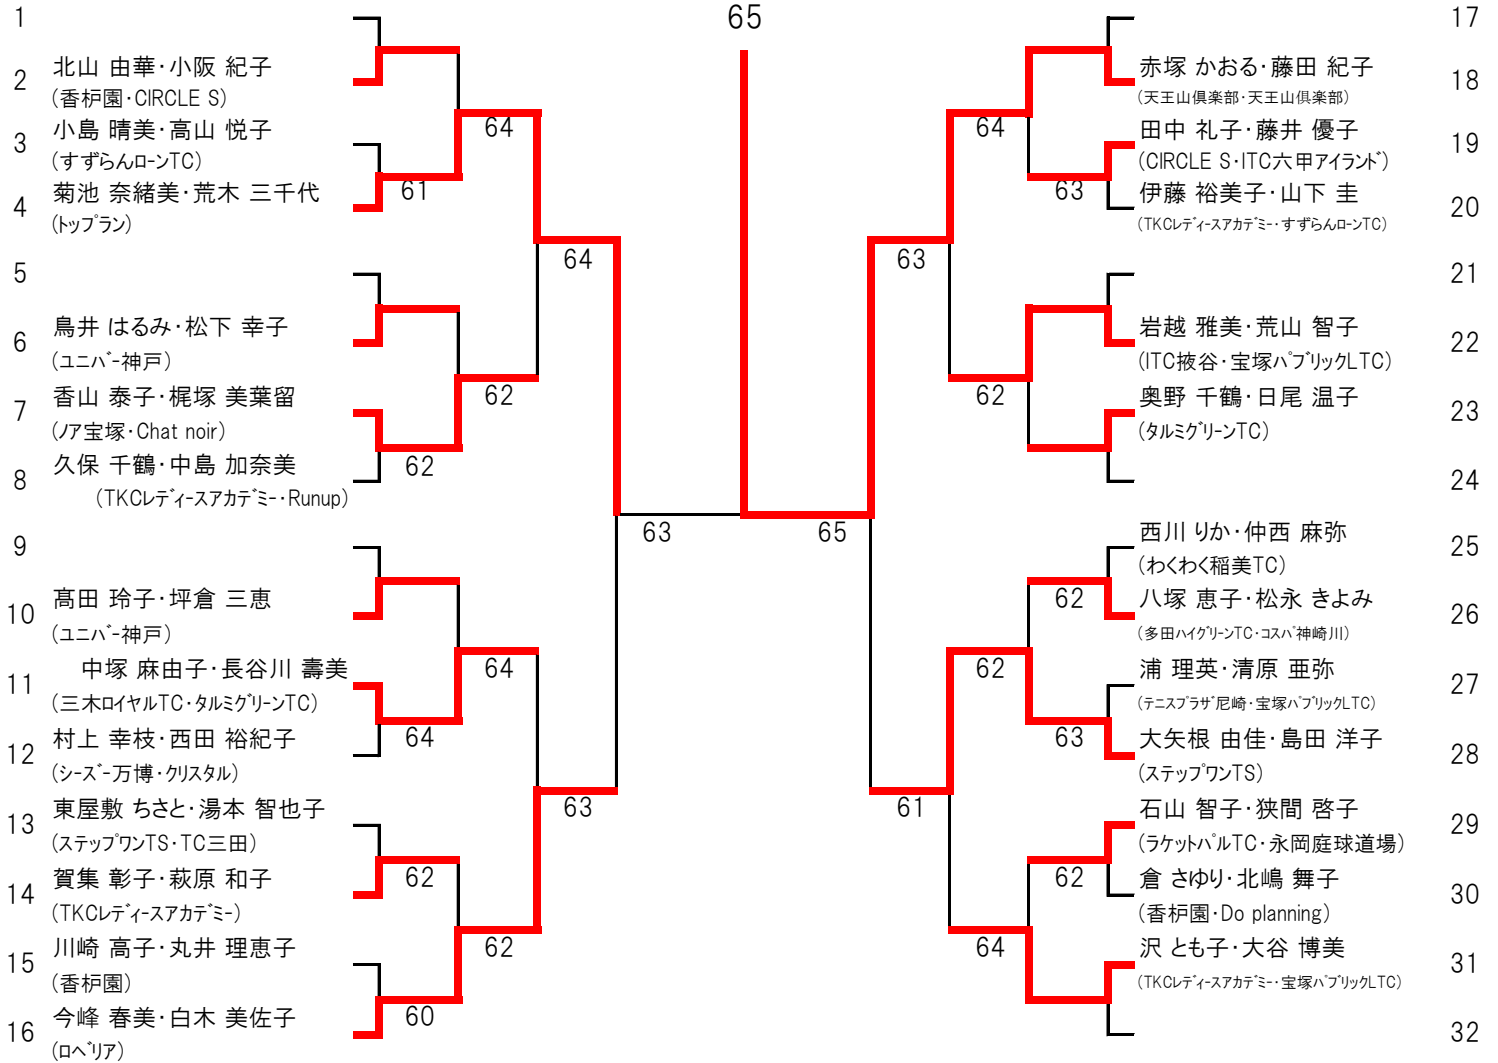 65
1
2 北山 由華・小阪 紀子
(香枦園・CIRCLE S)
3 小島 晴美・高山 悦子
(すずらんローンTC)
4 菊池 奈緒美・荒木 三千代
(トップラン)
5
6 鳥井 はるみ・松下 幸子
(ユニバー神戸)
7 香山 泰子・梶塚 美葉留
(ノア宝塚・Chat noir)
8 久保 千鶴・中島 加奈美
(TKCレディースアカデミー・Runup)
9
10 髙田 玲子・坪倉 三恵
(ユニバー神戸)
11 中塚 麻由子・長谷川 壽美
(三木ロイヤルTC・タルミグリーンTC)
12 村上 幸枝・西田 裕紀子
(シーズー万博・クリスタル)
13 東屋敷 ちさと・湯本 智也子
(ステップワンTS・TC三田)
14 賀集 彰子・萩原 和子
(TKCレディースアカデミー)
15 川崎 高子・丸井 理恵子
(香枦園)
16 今峰 春美・白木 美佐子
(ロベリア)
61
62
64
62
60
64
62
64
62
64
63
63
65
63
61
64
62
62
64
63
62
63
62
17
赤塚 かおる・藤田 紀子 18
(天王山倶楽部・天王山倶楽部)
田中 礼子・藤井 優子 19
(CIRCLE S・ITC六甲アイランド)
伊藤 裕美子・山下 圭 20
(TKCレディースアカデミー・すずらんローンTC)
21
岩越 雅美・荒山 智子 22
(ITC掖谷・宝塚パブリックLTC)
奥野 千鶴・日尾 温子 23
(タルミグリーンTC)
24
西川 りか・仲西 麻弥 25
(わくわく稲美TC)
八塚 恵子・松永 きよみ 26
(多田ハイグリーンTC・コスパ神崎川)
浦 理英・清原 亜弥 27
(テニスプラザ尼崎・宝塚パブリックLTC)
大矢根 由佳・島田 洋子 28
(ステップワンTS)
石山 智子・狭間 啓子 29
(ラケットパルTC・永岡庭球道場)
倉 さゆり・北嶋 舞子 30
(香枦園・Do planning)
沢 とも子・大谷 博美 31
(TKCレディースアカデミー・宝塚パブリックLTC)
32